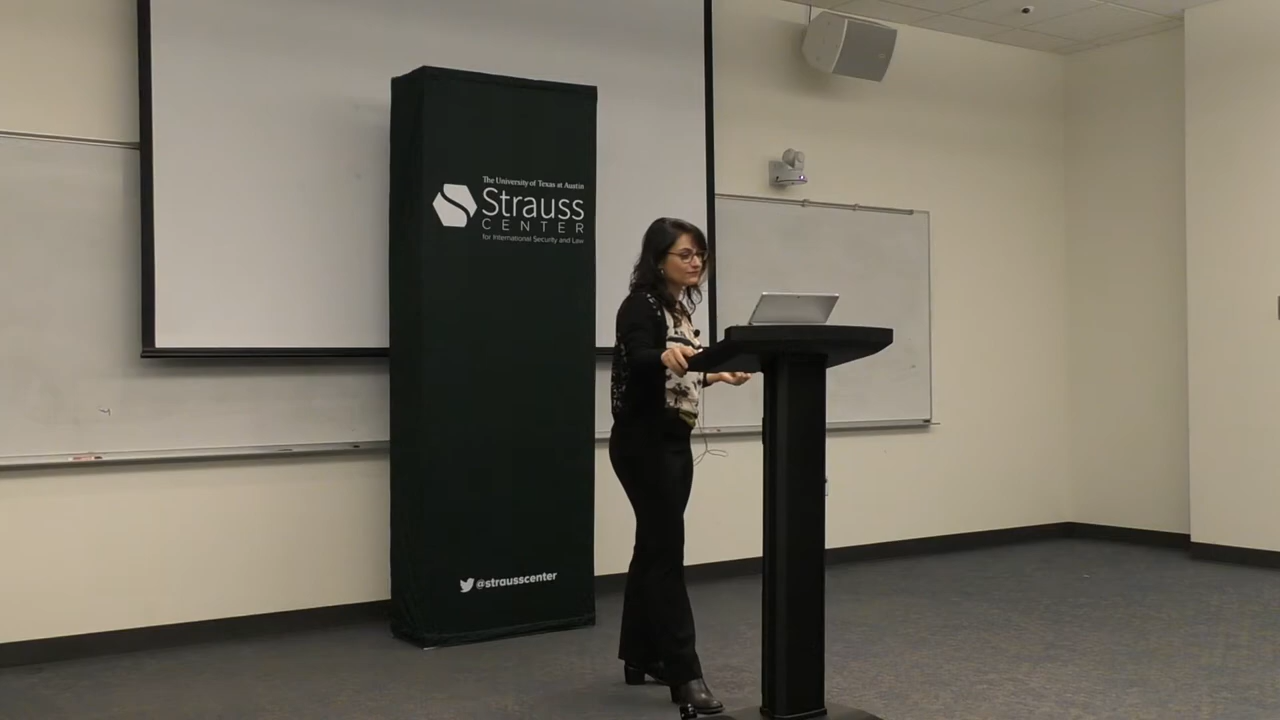 The University of Texas at Austin
Strauss
CENTER
for International Security and Law
@strausscenter